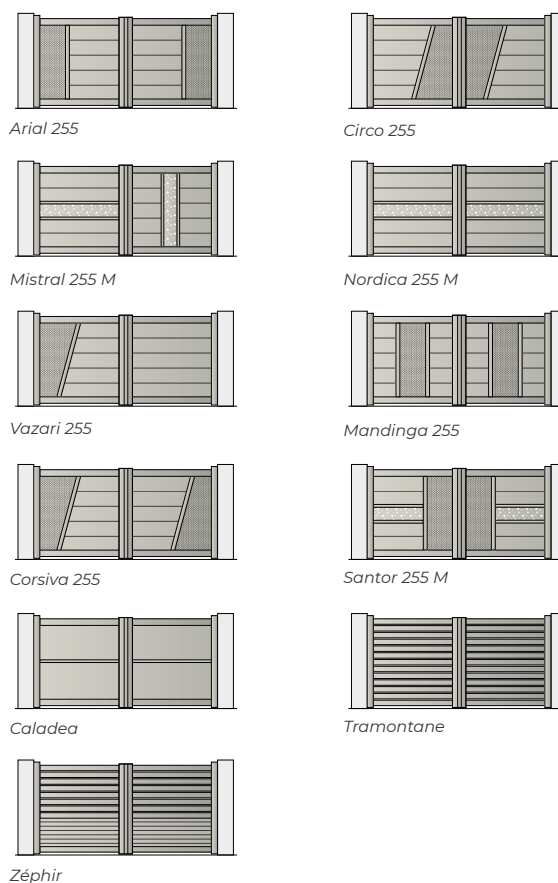 Arial 255
Circo 255
Mistral 255 M
Nordica 255 M
Vazari 255
Mandinga 255
Corsiva 255
Santor 255 M
Caladea
Tramontane
Zéphir